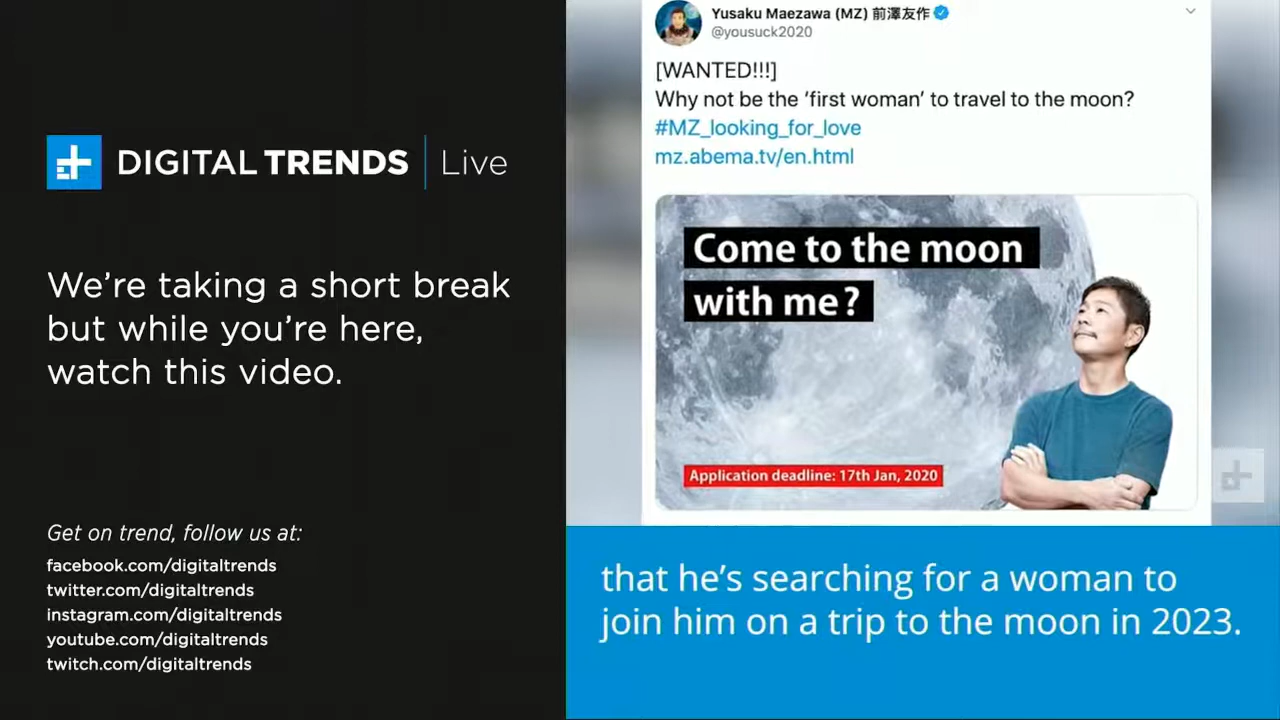 DIGITAL TRENDS | Live
We're taking a short break
but while you're here,
watch this video.
Get on trend, follow us at:
facebook.com/digitaltrends
twitter.com/digitaltrends
instagram.com/digitaltrends
youtube.com/digitaltrends
twitch.com/digitaltrends
Yusaku Maezawa (MZ) 前澤友作
@yousuck2020
[WANTED!!!]
Why not be the ‘first woman’ to travel to the moon?
#MZ_looking_for_love
mz.abema.tv/en.html
Come to the moon
with me?
Application deadline: 17th Jan, 2020
that he's searching for a woman to
join him on a trip to the moon in 2023.